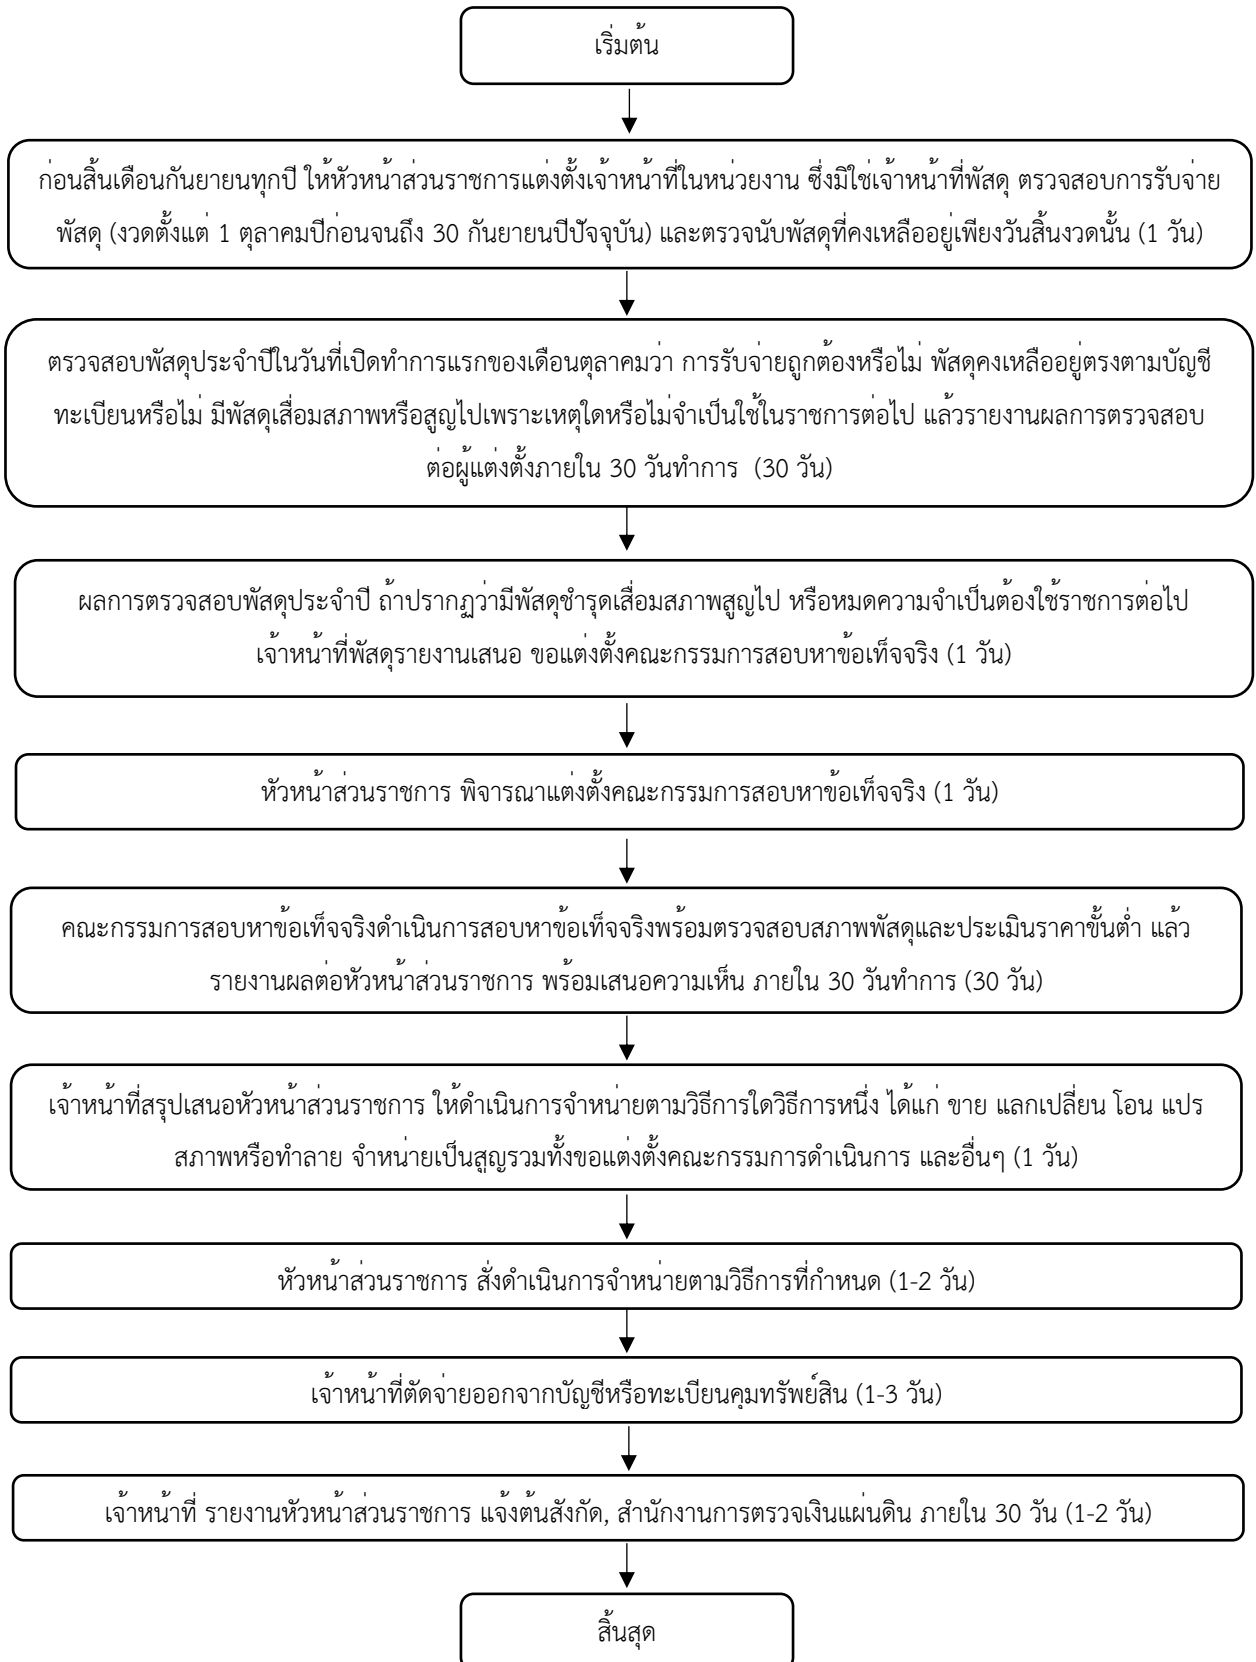 เริ่มต้น
ก่อนสิ้นเดือนกันยายนทุกปี ให้หัวหน้าส่วนราชการแต่งตั้งเจ้าหน้าที่ในหน่วยงาน ซึ่งมิใช่เจ้าหน้าที่พัสดุ ตรวจสอบการรับจ่าย
พัสดุ (งวดตั้งแต่ 1 ตุลาคมปีก่อนจนถึง 30 กันยายนปีปัจจุบัน) และตรวจนับพัสดุที่คงเหลืออยู่เพียงวันสิ้นงวดนั้น (1 วัน)
ตรวจสอบพัสดุประจำปีในวันที่เปิดทำการแรกของเดือนตุลาคมว่า การรับจ่ายถูกต้องหรือไม่ พัสดุคงเหลืออยู่ตรงตามบัญชี
ทะเบียนหรือไม่ มีพัสดุเสื่อมสภาพหรือสูญไปเพราะเหตุใดหรือไม่จำเป็นใช้ในราชการต่อไป แล้วรายงานผลการตรวจสอบ
ต่อผู้แต่งตั้งภายใน 30 วันทำการ (30 วัน)
ผลการตรวจสอบพัสดุประจำปี ถ้าปรากฏว่ามีพัสดุชำรุดเสื่อมสภาพสูญไป หรือหมดความจำเป็นต้องใช้ราชการต่อไป
เจ้าหน้าที่พัสดุรายงานเสนอ ขอแต่งตั้งคณะกรรมการสอบหาข้อเท็จจริง (1 วัน)
หัวหน้าส่วนราชการ พิจารณาแต่งตั้งคณะกรรมการสอบหาข้อเท็จจริง (1 วัน)
คณะกรรมการสอบหาข้อเท็จจริงดำเนินการสอบหาข้อเท็จจริงพร้อมตรวจสอบสภาพพัสดุและประเมินราคาขั้นต่ำ แล้ว
รายงานผลต่อหัวหน้าส่วนราชการ พร้อมเสนอความเห็น ภายใน 30 วันทำการ (30 วัน)
เจ้าหน้าที่สรุปเสนอหัวหน้าส่วนราชการ ให้ดำเนินการจำหน่ายตามวิธีการใดวิธีการหนึ่ง ได้แก่ ขาย แลกเปลี่ยน โอน แปร
สภาพหรือทำลาย จำหน่ายเป็นสูญรวมทั้งขอแต่งตั้งคณะกรรมการดำเนินการ และอื่นๆ (1 วัน)
หัวหน้าส่วนราชการ สั่งดำเนินการจำหน่ายตามวิธีการที่กำหนด (1-2 วัน)
เจ้าหน้าที่ตัดจ่ายออกจากบัญชีหรือทะเบียนคุมทรัพย์สิน (1-3 วัน)
เจ้าหน้าที่ รายงานหัวหน้าส่วนราชการ แจ้งต้นสังกัด, สำนักงานการตรวจเงินแผ่นดิน ภายใน 30 วัน (1-2 วัน)
สิ้นสุด